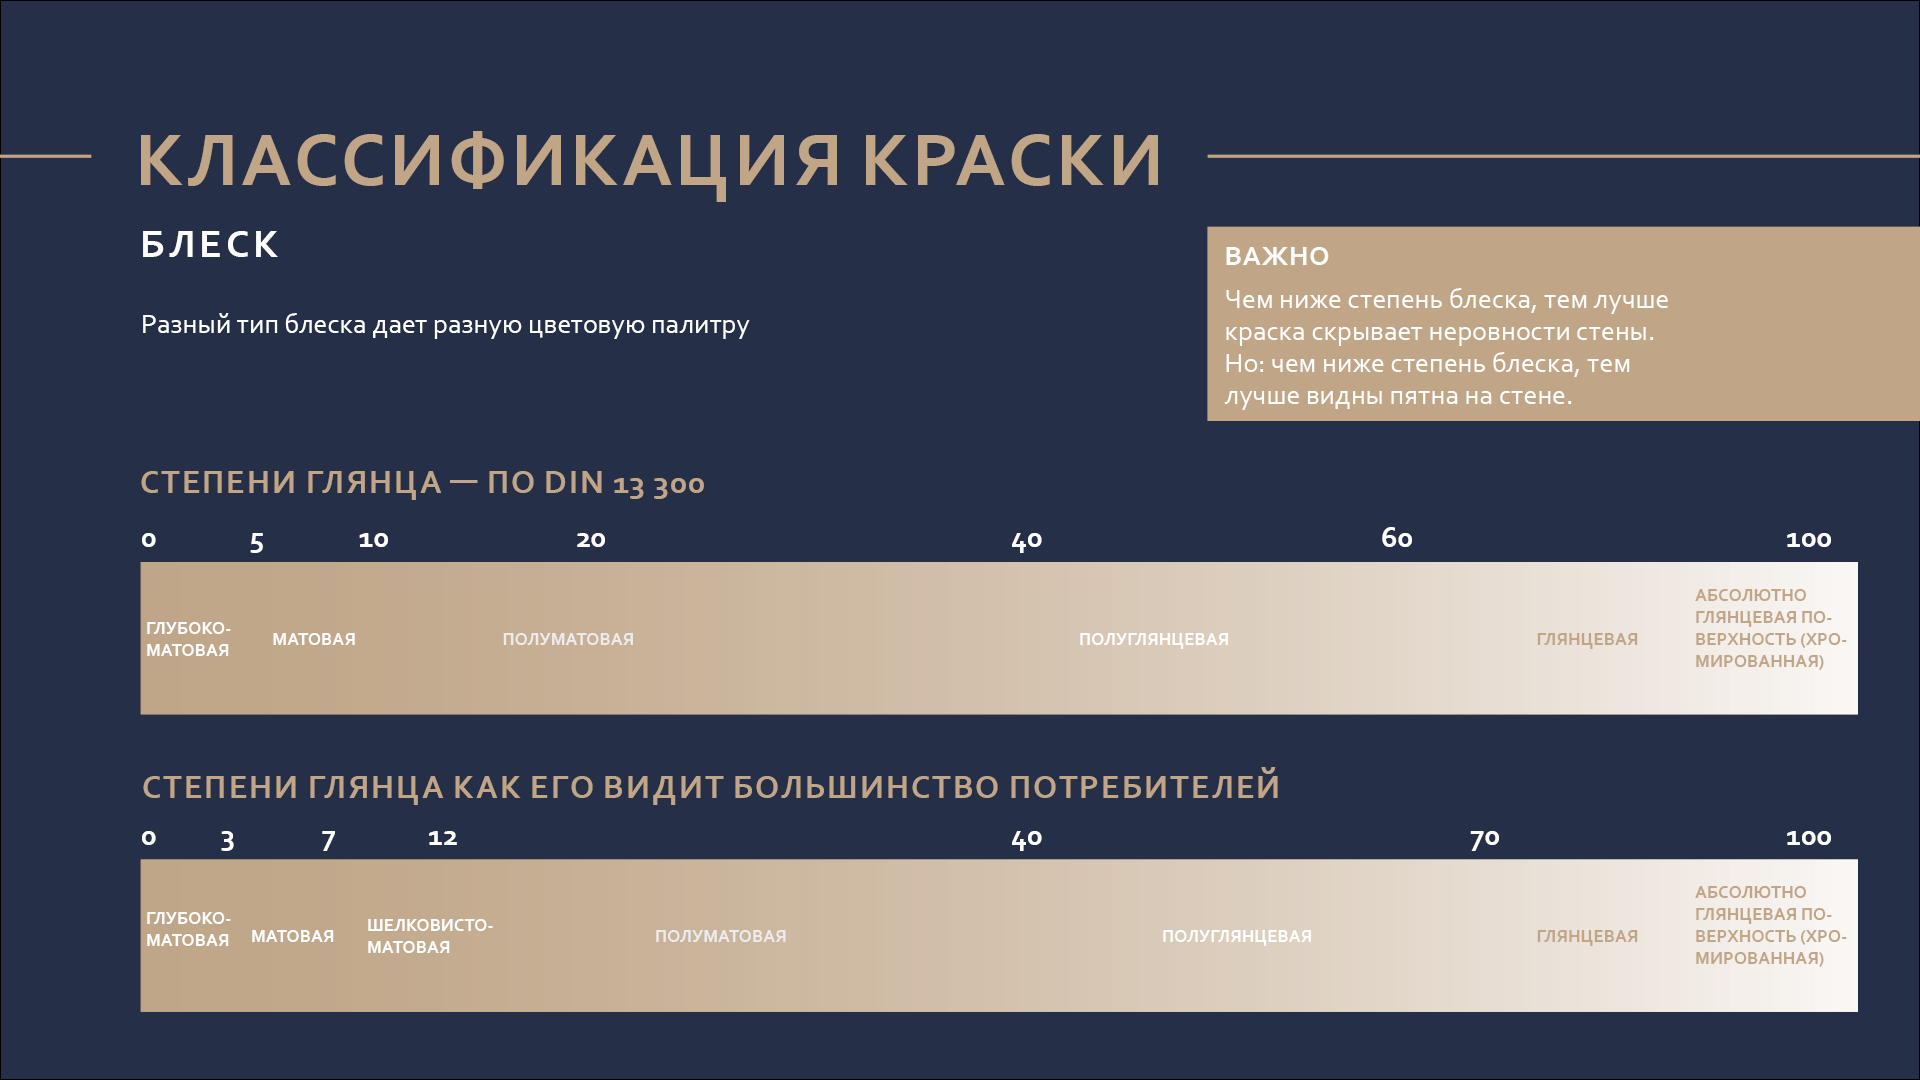 КЛАССИФИКАЦИЯ КРАСКИ
БЛЕСК
Разный тип блеска дает разную цветовую палитру
ВАЖНО
Чем ниже степень блеска, тем лучше
краска скрывает неровности стены.
Но: чем ниже степень блеска, тем
лучше видны пятна на стене.
СТЕПЕНИ ГЛЯНЦА — ПО DIN 13 300
0 5 10 20 40 60 100
ГЛУБОКО-
МАТОВАЯ
МАТОВАЯ
ПОЛУМАТОВАЯ
ПОЛУГЛЯНЦЕВАЯ
ГЛЯНЦЕВАЯ
АБСОЛЮТНО
ГЛЯНЦЕВАЯ ПО-
ВЕРХНОСТЬ (ХРО-
МИРОВАННАЯ)
СТЕПЕНИ ГЛЯНЦА КАК ЕГО ВИДИТ БОЛЬШИНСТВО ПОТРЕБИТЕЛЕЙ
0 3 7 12 40 70 100
ГЛУБОКО-
МАТОВАЯ
МАТОВАЯ
ШЕЛКОВИСТО-
МАТОВАЯ
ПОЛУМАТОВАЯ
ПОЛУГЛЯНЦЕВАЯ
ГЛЯНЦЕВАЯ
АБСОЛЮТНО
ГЛЯНЦЕВАЯ ПО-
ВЕРХНОСТЬ (ХРО-
МИРОВАННАЯ)